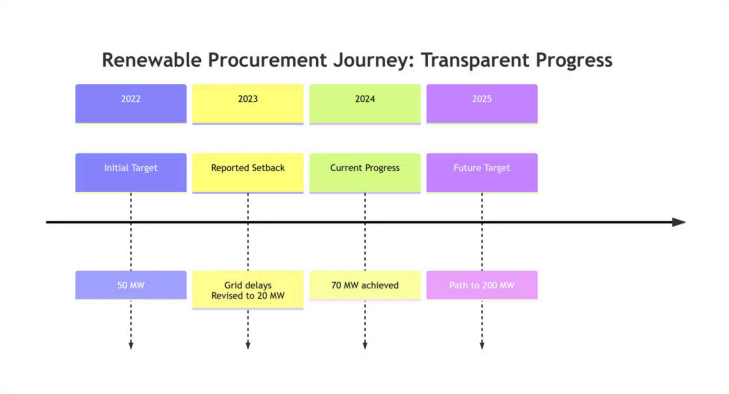 Renewable Procurement Journey: Transparent Progress
2022
2023
2024
2025
Initial Target
Reported Setback
Current Progress
Future Target
50 MW
Grid delays
Revised to 20 MW
70 MW achieved
Path to 200 MW